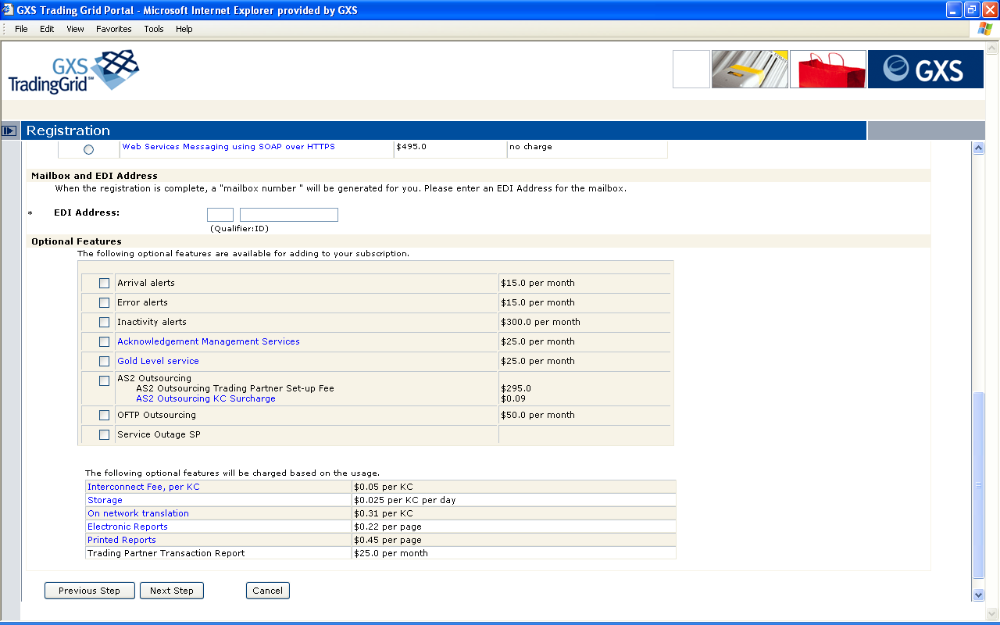 GXS Trading Grid Portal - Microsoft Internet Explorer provided by GXS
File Edit View Favorites Tools Help
GXS
TradingGrid℠
GXS
Registration
Web Services Messaging using SOAP over HTTPS $495.0 no charge
Mailbox and EDI Address
When the registration is complete, a "mailbox number " will be generated for you. Please enter an EDI Address for the mailbox.
* EDI Address:
(Qualifier:ID)
Optional Features
The following optional features are available for adding to your subscription.
Arrival alerts $15.0 per month
Error alerts $15.0 per month
Inactivity alerts $300.0 per month
Acknowledgement Management Services $25.0 per month
Gold Level service $25.0 per month
AS2 Outsourcing
AS2 Outsourcing Trading Partner Set-up Fee $295.0
AS2 Outsourcing KC Surcharge $0.09
OFTP Outsourcing $50.0 per month
Service Outage SP
The following optional features will be charged based on the usage.
Interconnect Fee, per KC $0.05 per KC
Storage $0.025 per KC per day
On network translation $0.31 per KC
Electronic Reports $0.22 per page
Printed Reports $0.45 per page
Trading Partner Transaction Report $25.0 per month
Previous Step Next Step Cancel